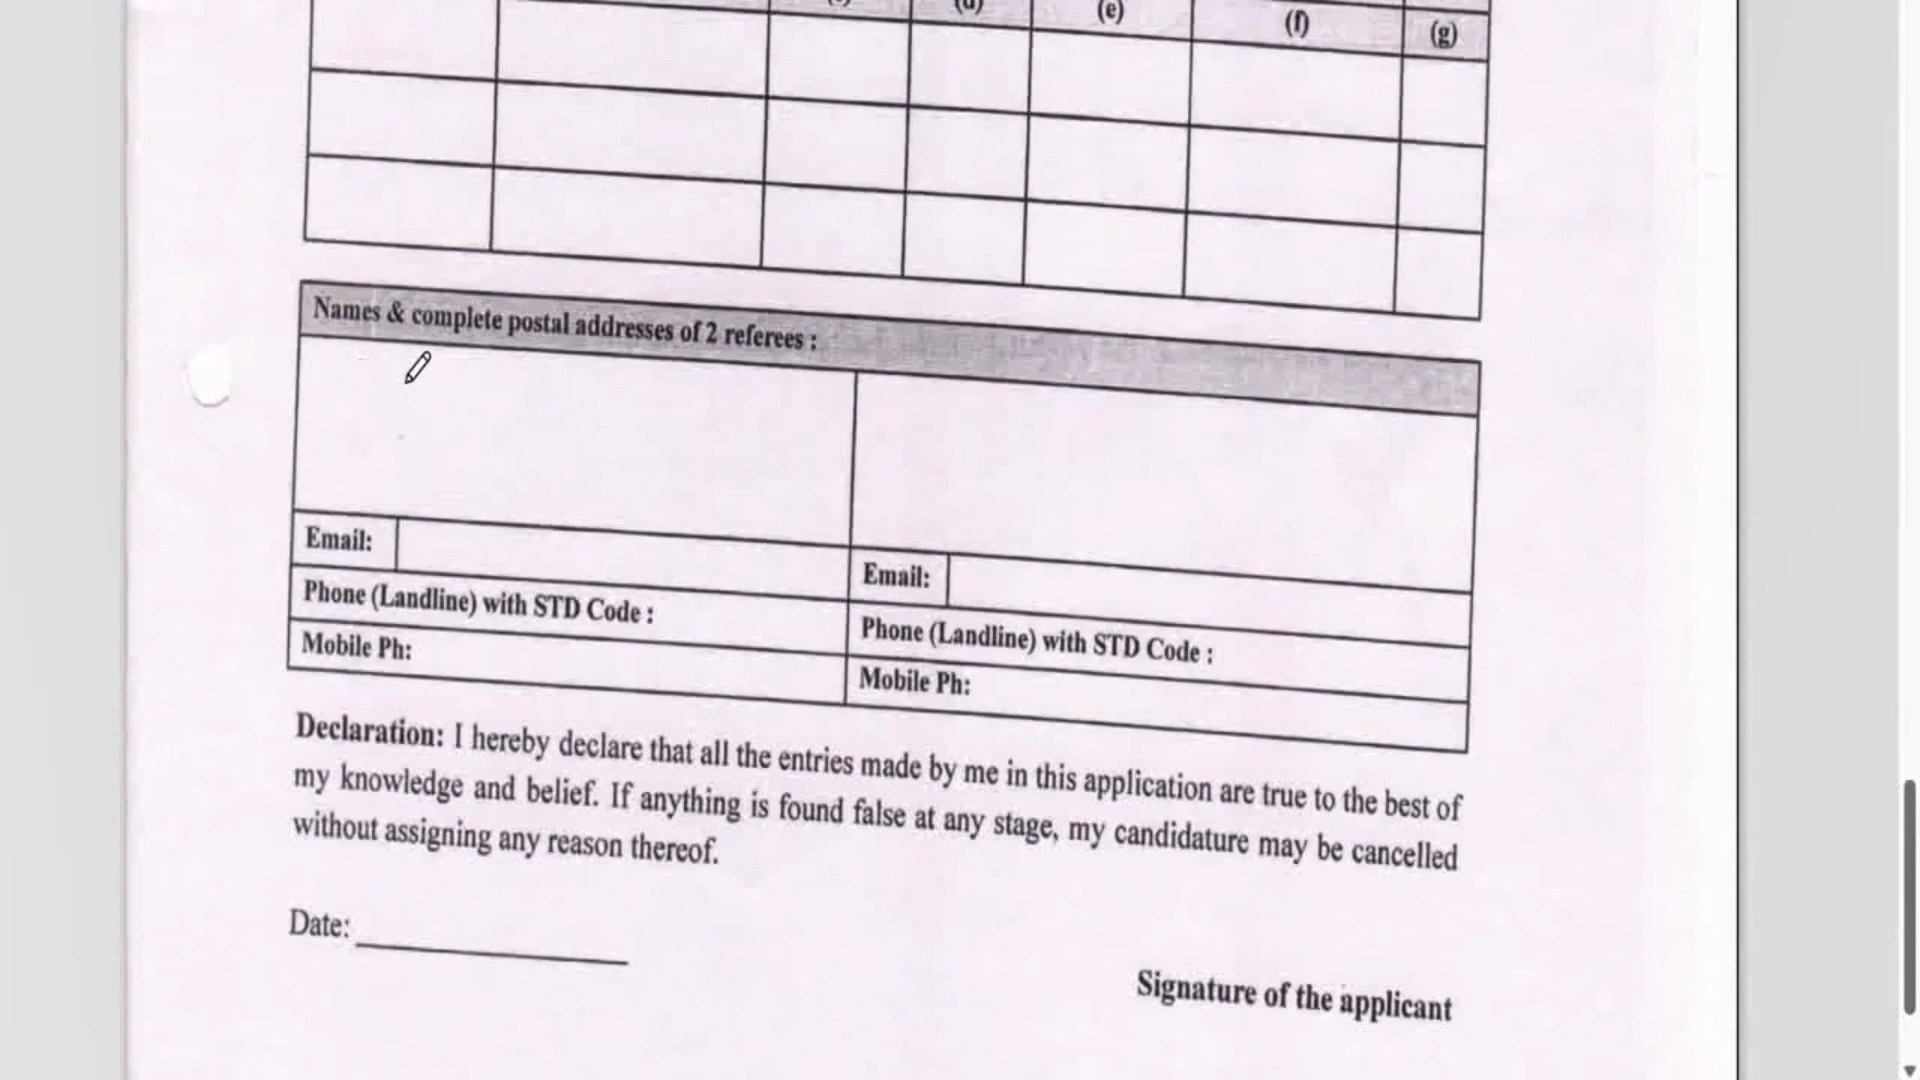 (d) (e) (f) (g)
Names & complete postal addresses of 2 referees :
Email:
Email:
Phone (Landline) with STD Code :
Phone (Landline) with STD Code :
Mobile Ph:
Mobile Ph:
Declaration: I hereby declare that all the entries made by me in this application are true to the best of
my knowledge and belief. If anything is found false at any stage, my candidature may be cancelled
without assigning any reason thereof.
Date:
Signature of the applicant